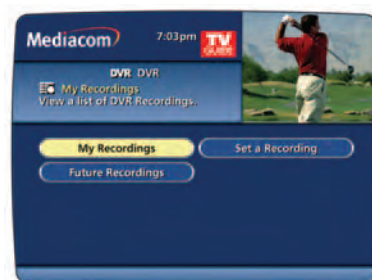 Mediacom
7:03pm
TV
GUIDE
DVR DVR
My Recordings
View a list of DVR Recordings.
My Recordings
Set a Recording
Future Recordings